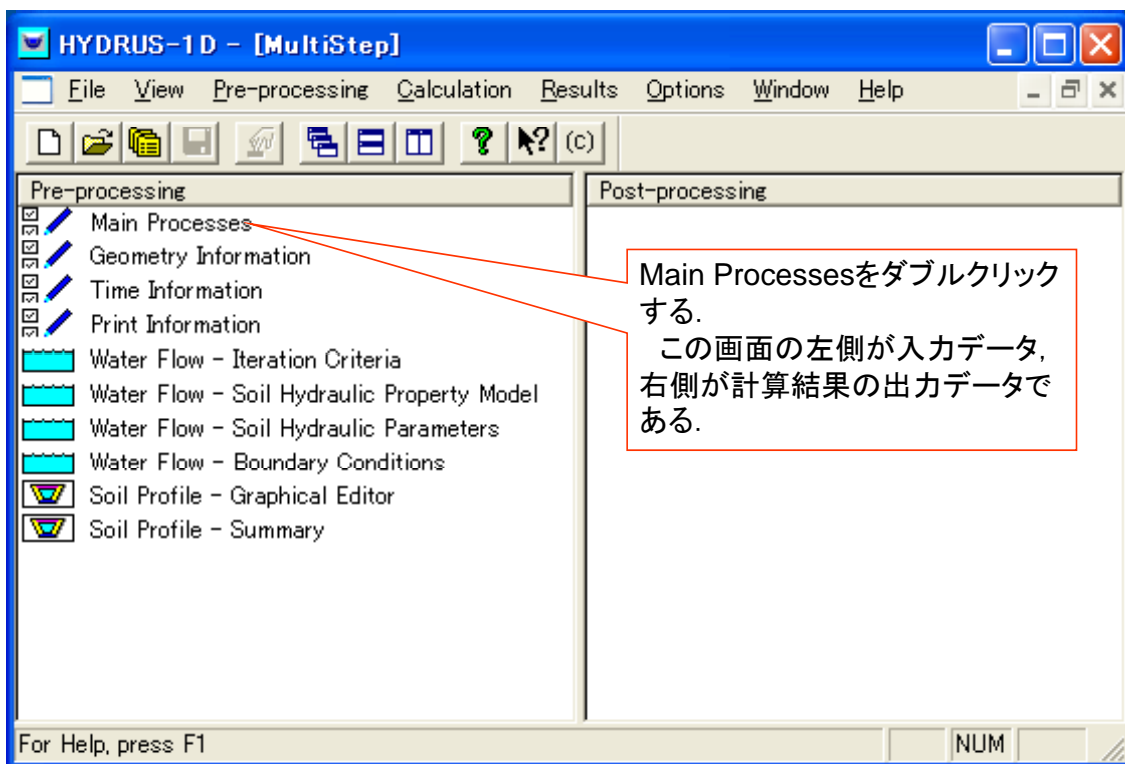 HYDRUS-1D - [MultiStep]
File View Pre-processing Calculation Results Options Window Help
(c)
Pre-processing
Post-processing
Main Processes
Geometry Information
Time Information
Print Information
Water Flow - Iteration Criteria
Water Flow - Soil Hydraulic Property Model
Water Flow - Soil Hydraulic Parameters
Water Flow - Boundary Conditions
Soil Profile - Graphical Editor
Soil Profile - Summary
Main Processesをダブルクリック
する.
この画面の左側が入力データ,
右側が計算結果の出力データで
ある.
For Help, press F1
NUM